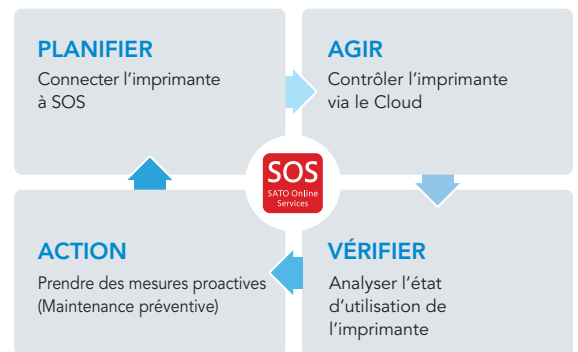 PLANIFIER
Connecter l'imprimante
à SOS
AGIR
Contrôler l'imprimante
via le Cloud
SOS
SATO Online
Services
ACTION
Prendre des mesures proactives
(Maintenance préventive)
VÉRIFIER
Analyser l'état
d'utilisation de
l'imprimante